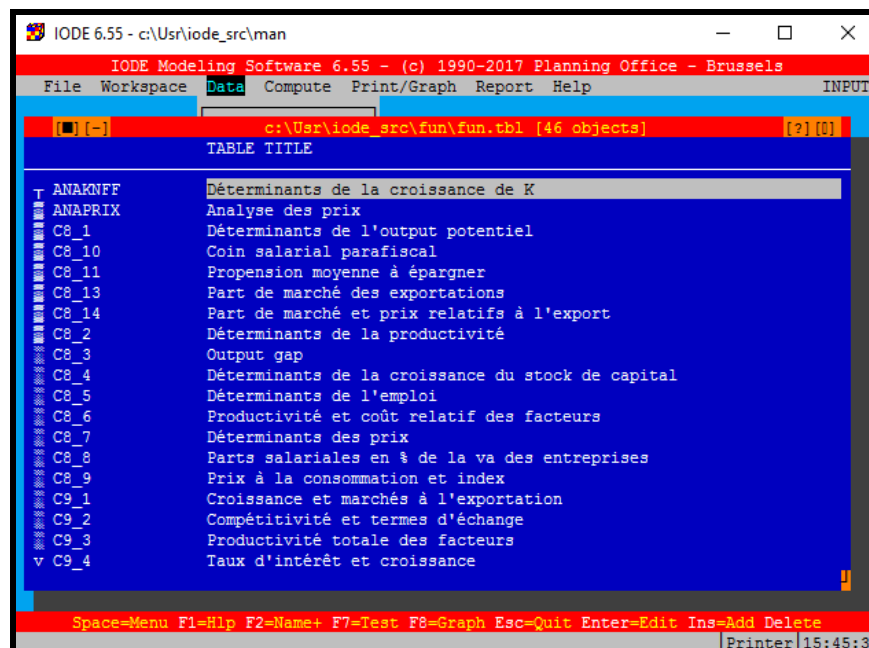 IODE 6.55 - c:\Usr\iode_src\man
IODE Modeling Software 6.55 - (c) 1990-2017 Planning Office - Brussels
File Workspace Data Compute Print/Graph Report Help INPUT
[■][-] c:\Usr\iode_src\fun\fun.tbl [46 objects] [?][▯]
TABLE TITLE
ANAKNFF Déterminants de la croissance de K
ANAPRIX Analyse des prix
C8_1 Déterminants de l'output potentiel
C8_10 Coin salarial parafiscal
C8_11 Propension moyenne à épargner
C8_13 Part de marché des exportations
C8_14 Part de marché et prix relatifs à l'export
C8_2 Déterminants de la productivité
C8_3 Output gap
C8_4 Déterminants de la croissance du stock de capital
C8_5 Déterminants de l'emploi
C8_6 Productivité et coût relatif des facteurs
C8_7 Déterminants des prix
C8_8 Parts salariales en % de la va des entreprises
C8_9 Prix à la consommation et index
C9_1 Croissance et marchés à l'exportation
C9_2 Compétitivité et termes d'échange
C9_3 Productivité totale des facteurs
C9_4 Taux d'intérêt et croissance
Space=Menu F1=Hlp F2=Name+ F7=Test F8=Graph Esc=Quit Enter=Edit Ins=Add Delete
Printer 15:45:3